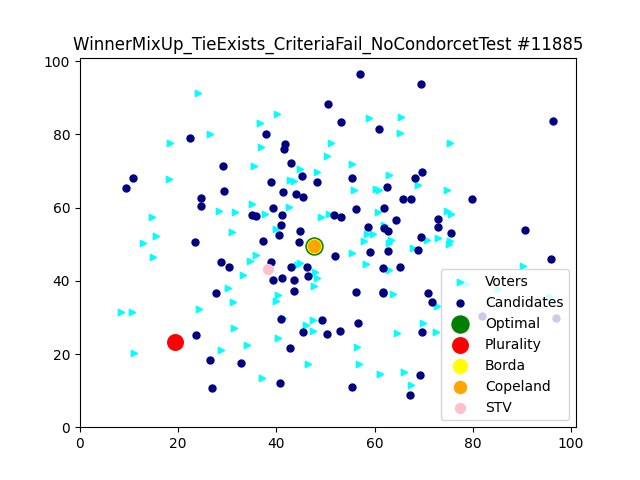 WinnerMixUp_TieExists_CriteriaFail_NoCondorcetTest #11885
100
80
60
40
20
0
Voters
Candidates
Optimal
Plurality
Borda
Copeland
STV
0 20 40 60 80 100